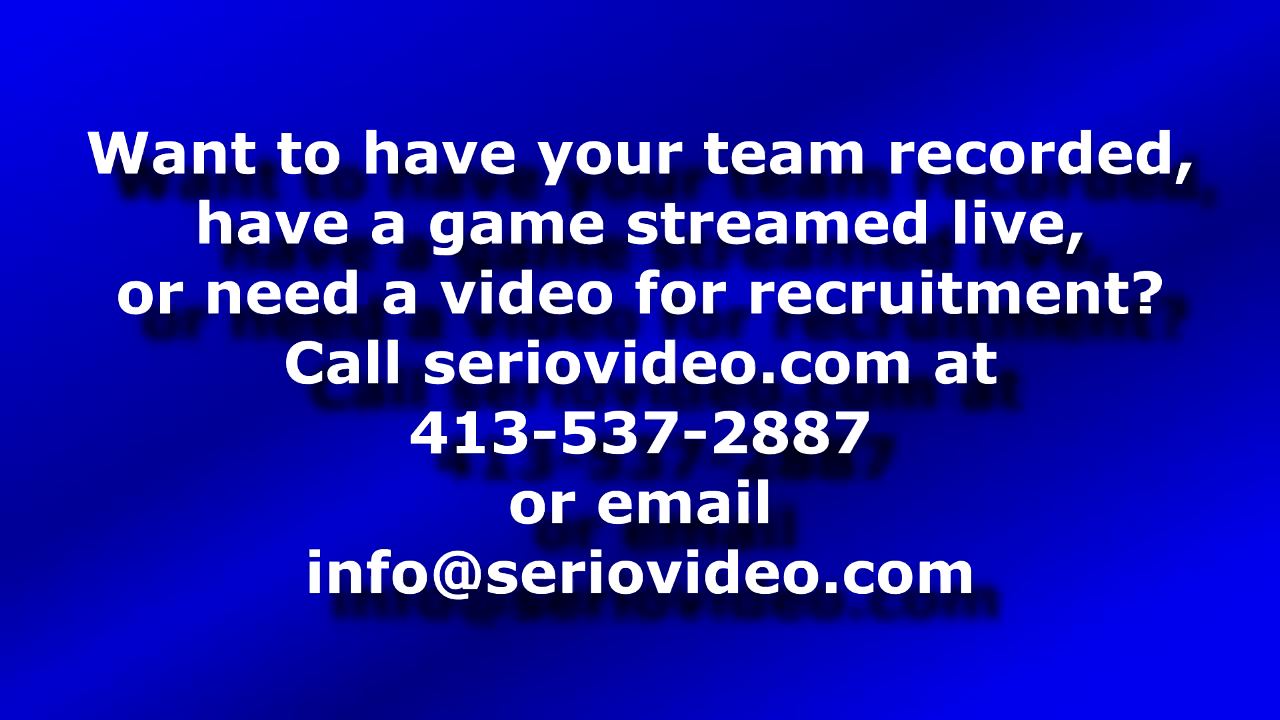 Want to have your team recorded,
have a game streamed live,
or need a video for recruitment?
Call seriovideo.com at
413-537-2887
or email
info@seriovideo.com